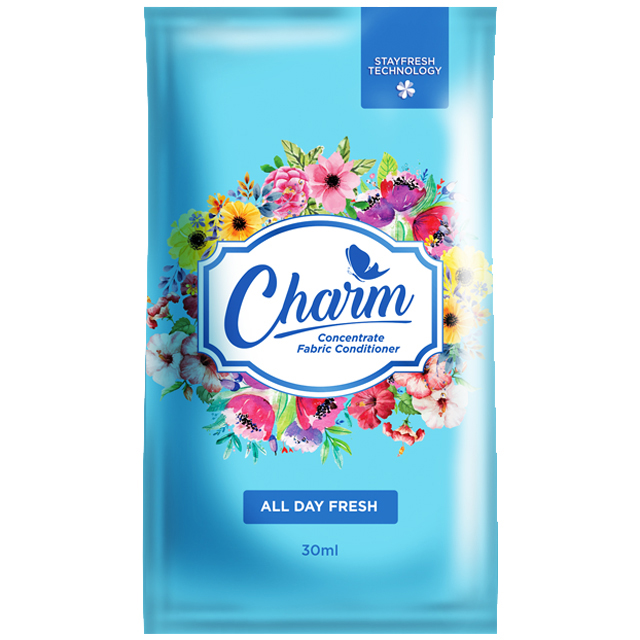 STAYFRESH
TECHNOLOGY
Charm
Concentrate
Fabric Conditioner
ALL DAY FRESH
30ml